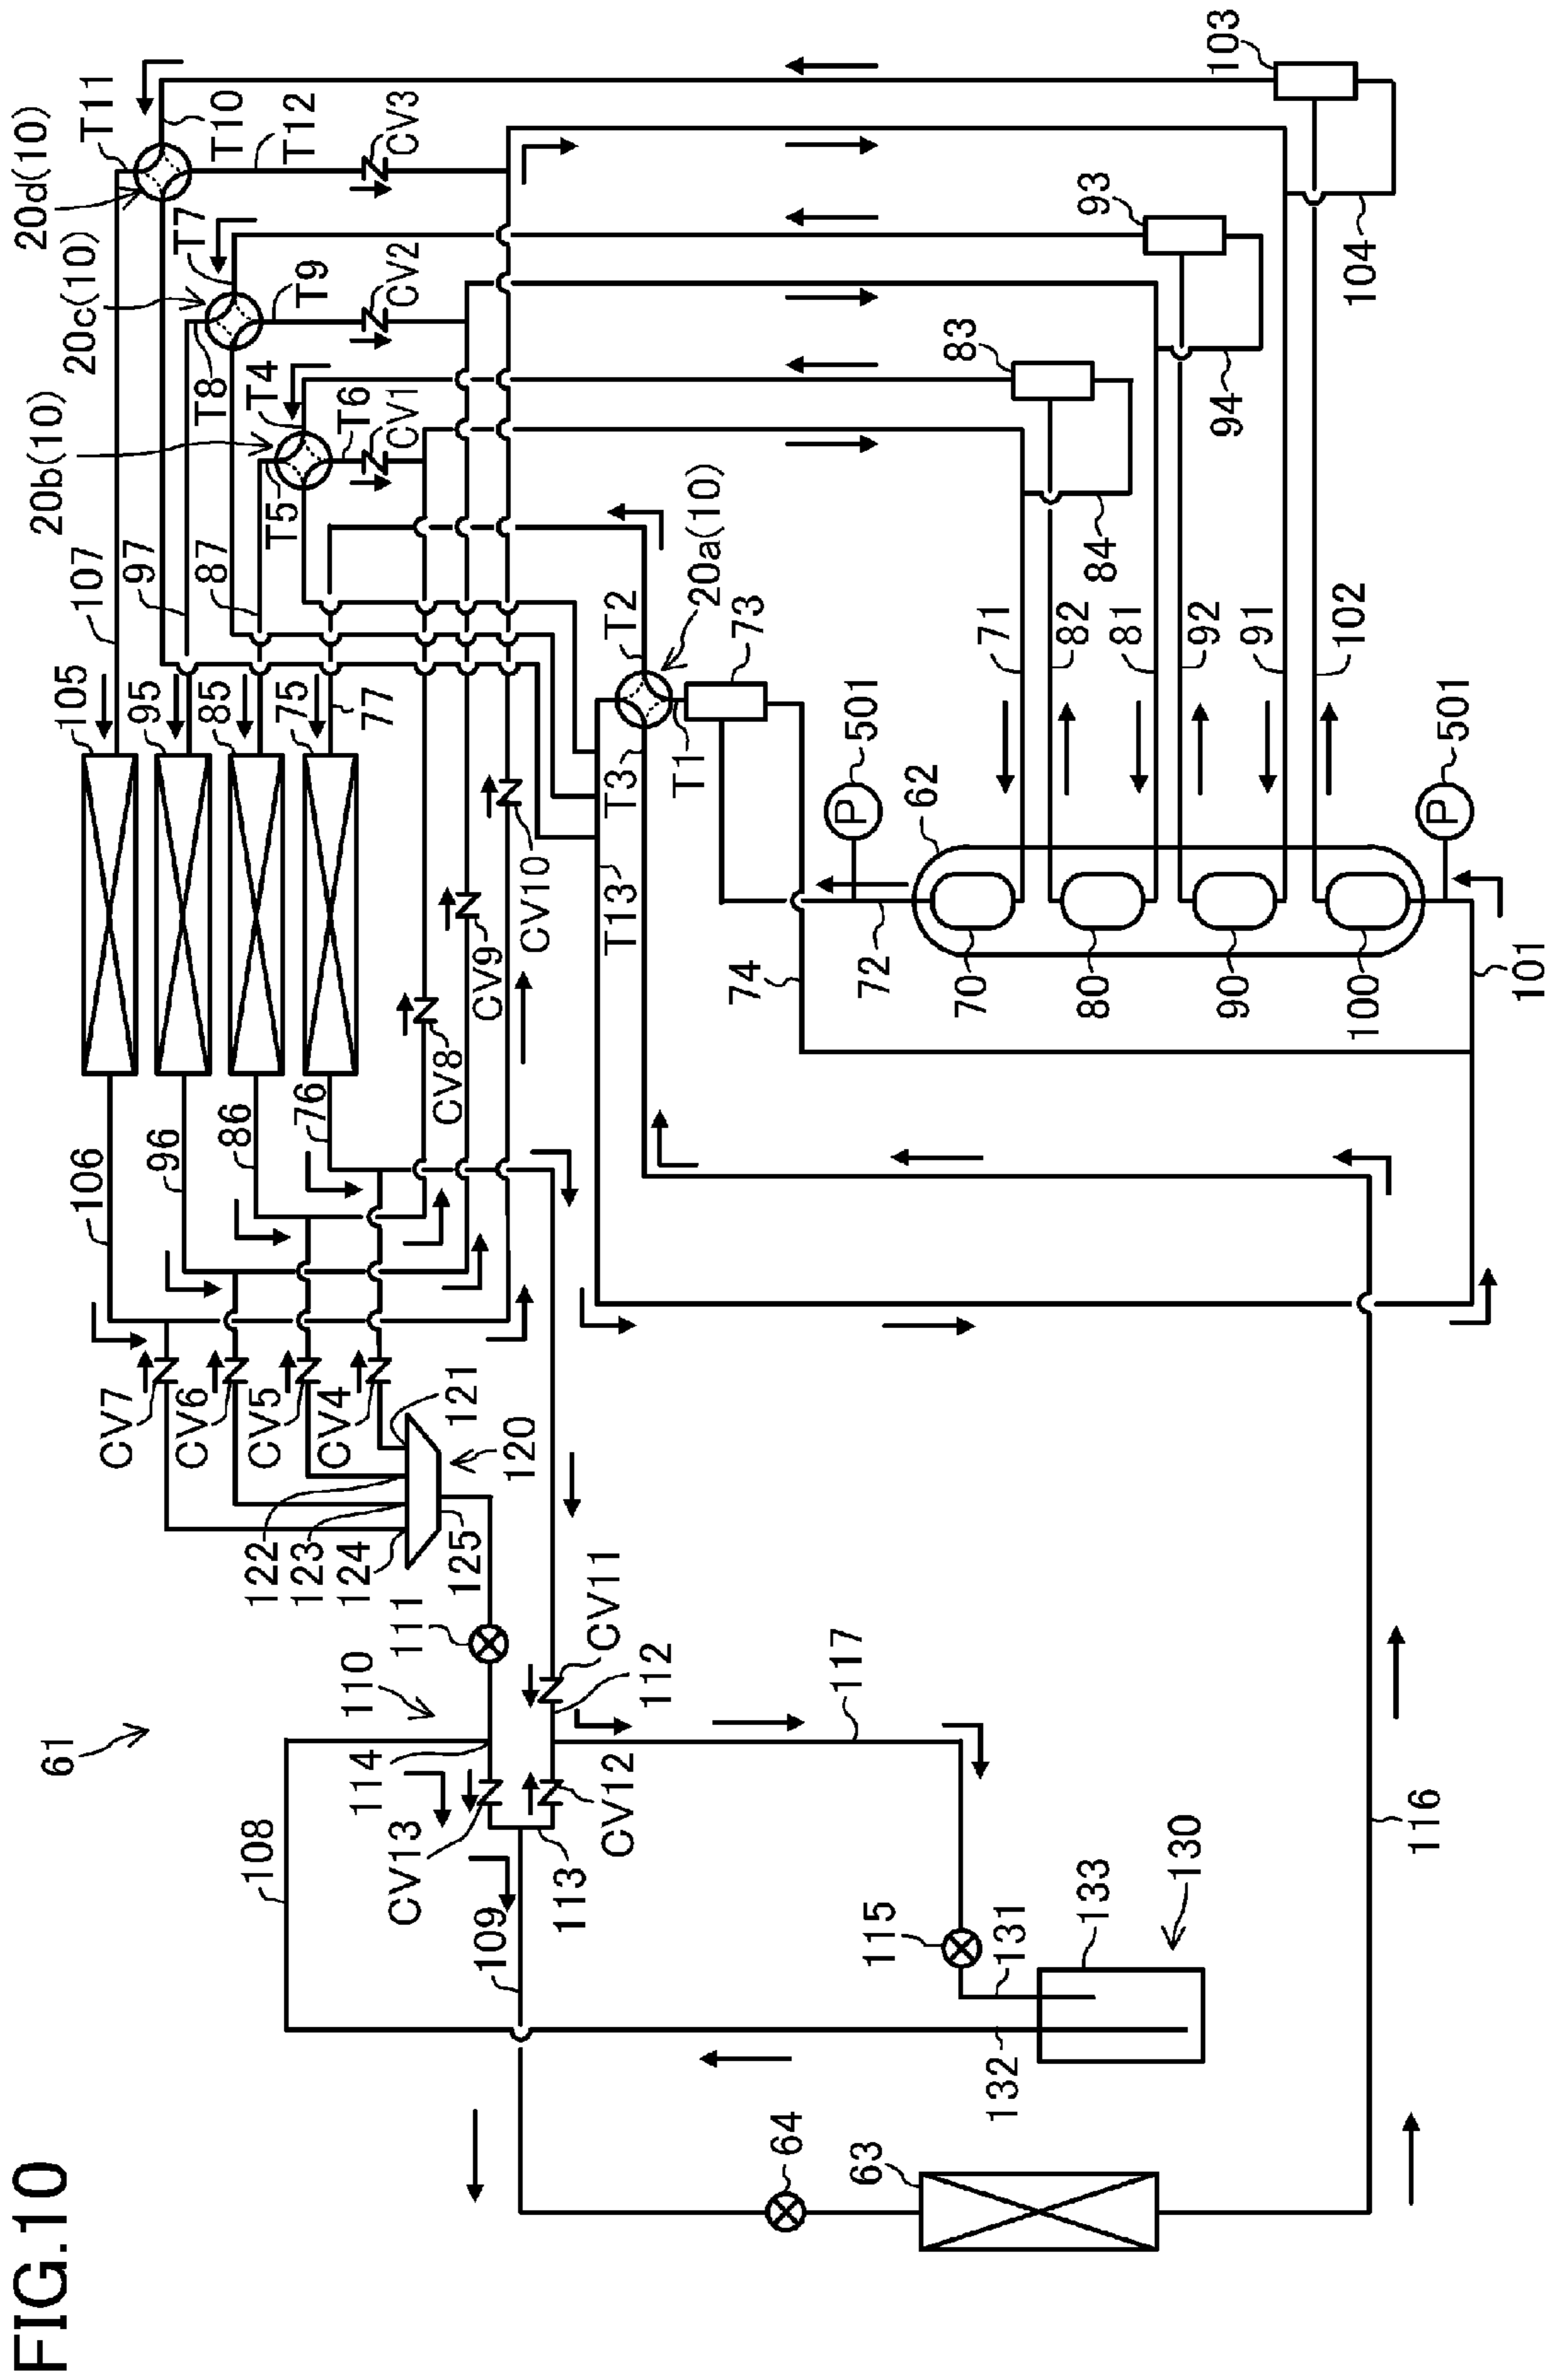 FIG.10
61
20b(10)
20c(10)
20d(10)
106
105
107
T11
CV7
97
95
96
CV6
T7
85
87
T8
86
T10
108
CV5
T4
122
T5
75
T12
123
76
T9
CV4
124
T6
110
114
77
CV13
111
CV1
CV2
CV3
CV8
121
125
CV9
109
120
CV10
113
CV11
CV12
T13
T3
T2
112
T1
20a(10)
74
73
64
117
P
501
63
72
115
62
83
70
71
132
131
82
133
80
93
84
81
130
92
103
94
90
91
102
104
100
116
P
501
101